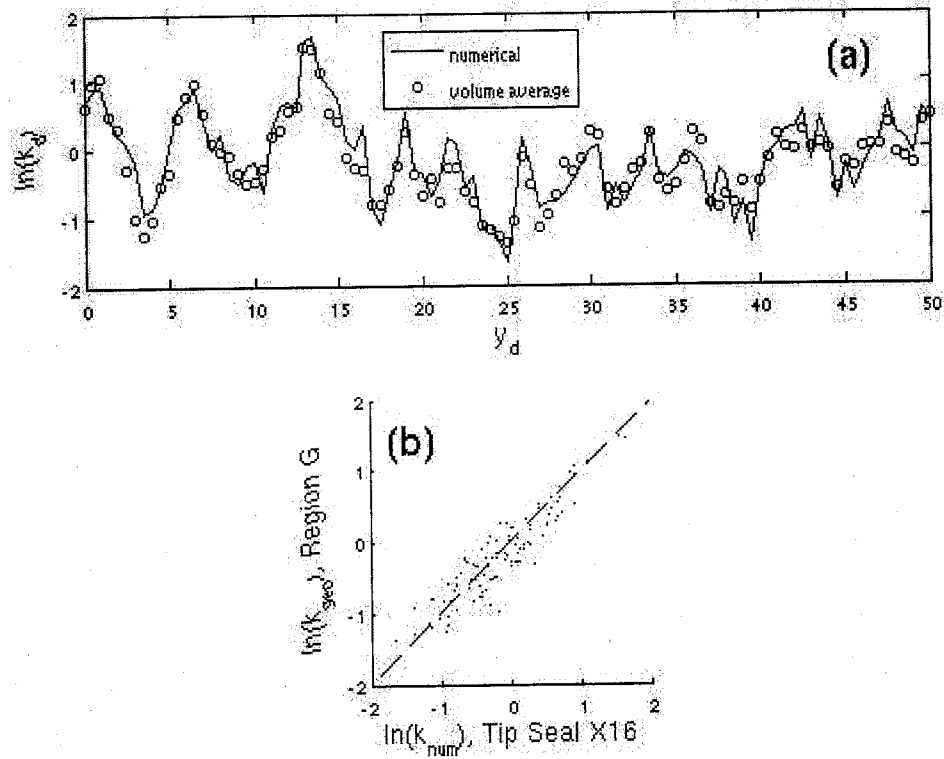 2
1
0
-1
-2
ln(k_d)
numerical
volume average
(a)
0 5 10 15 20 25 30 35 40 45 50
y_d
(b)
2
1
0
-1
-2
ln(k_geo), Region G
-2 -1 0 1 2
ln(k_num), Tip Seal X16